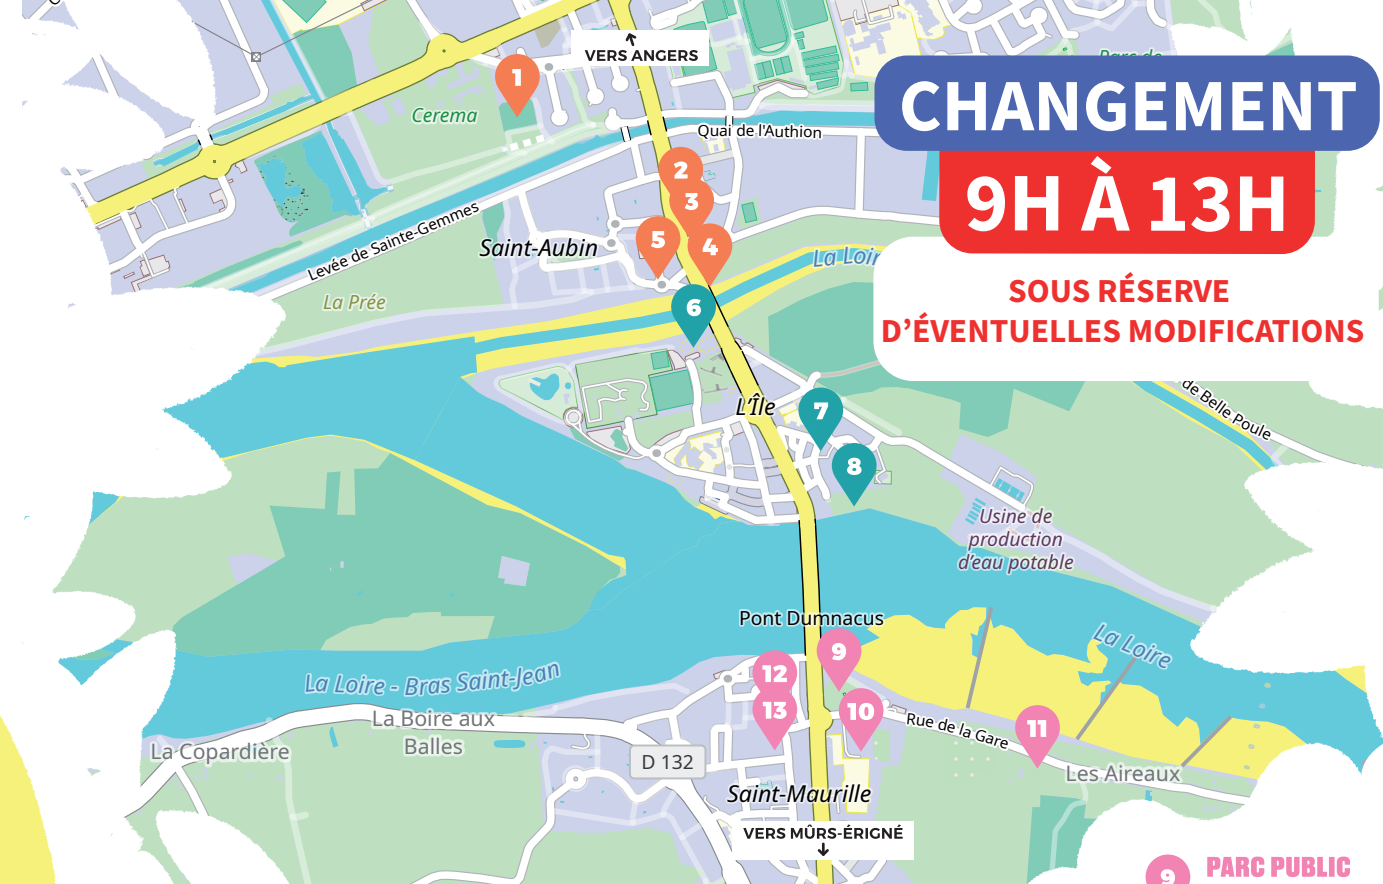 VERS ANGERS
Parc de
1
Cerema
CHANGEMENT
Quai de l'Authion
2
9H À 13H
3
Levée de Sainte-Gemmes
Saint-Aubin
5
4
La Loir
La Prée
SOUS RÉSERVE
D'ÉVENTUELLES MODIFICATIONS
6
L'Île
7
de Belle Poule
8
Usine de
production
d'eau potable
Pont Dumnacus
La Loire
9
12
La Loire - Bras Saint-Jean
13
10
La Boire aux
Balles
Rue de la Gare
11
La Copardière
D 132
Les Aireaux
Saint-Maurille
VERS MÛRS-ÉRIGNÉ
9 PARC PUBLIC